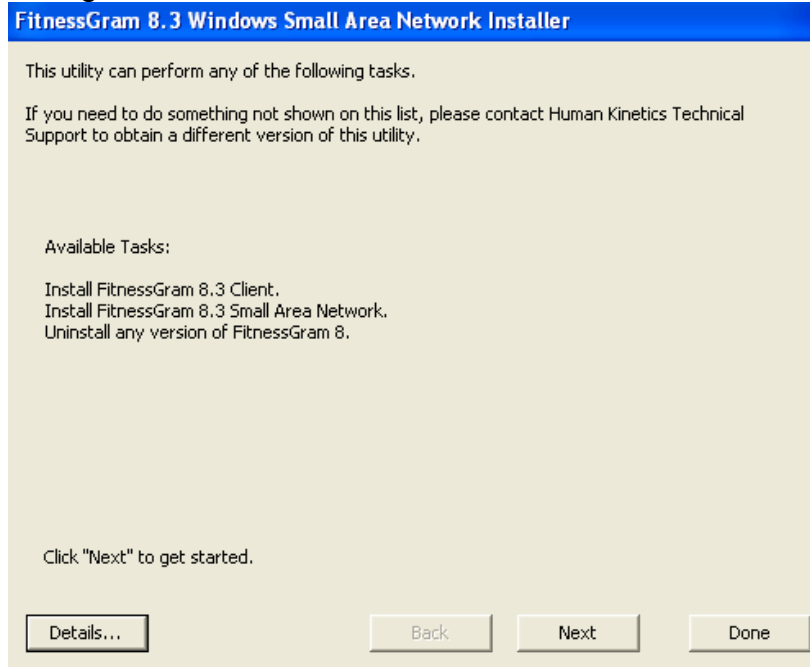 FitnessGram 8.3 Windows Small Area Network Installer
This utility can perform any of the following tasks.
If you need to do something not shown on this list, please contact Human Kinetics Technical
Support to obtain a different version of this utility.
Available Tasks:
Install FitnessGram 8.3 Client.
Install FitnessGram 8.3 Small Area Network.
Uninstall any version of FitnessGram 8.
Click "Next" to get started.
Details... Back Next Done